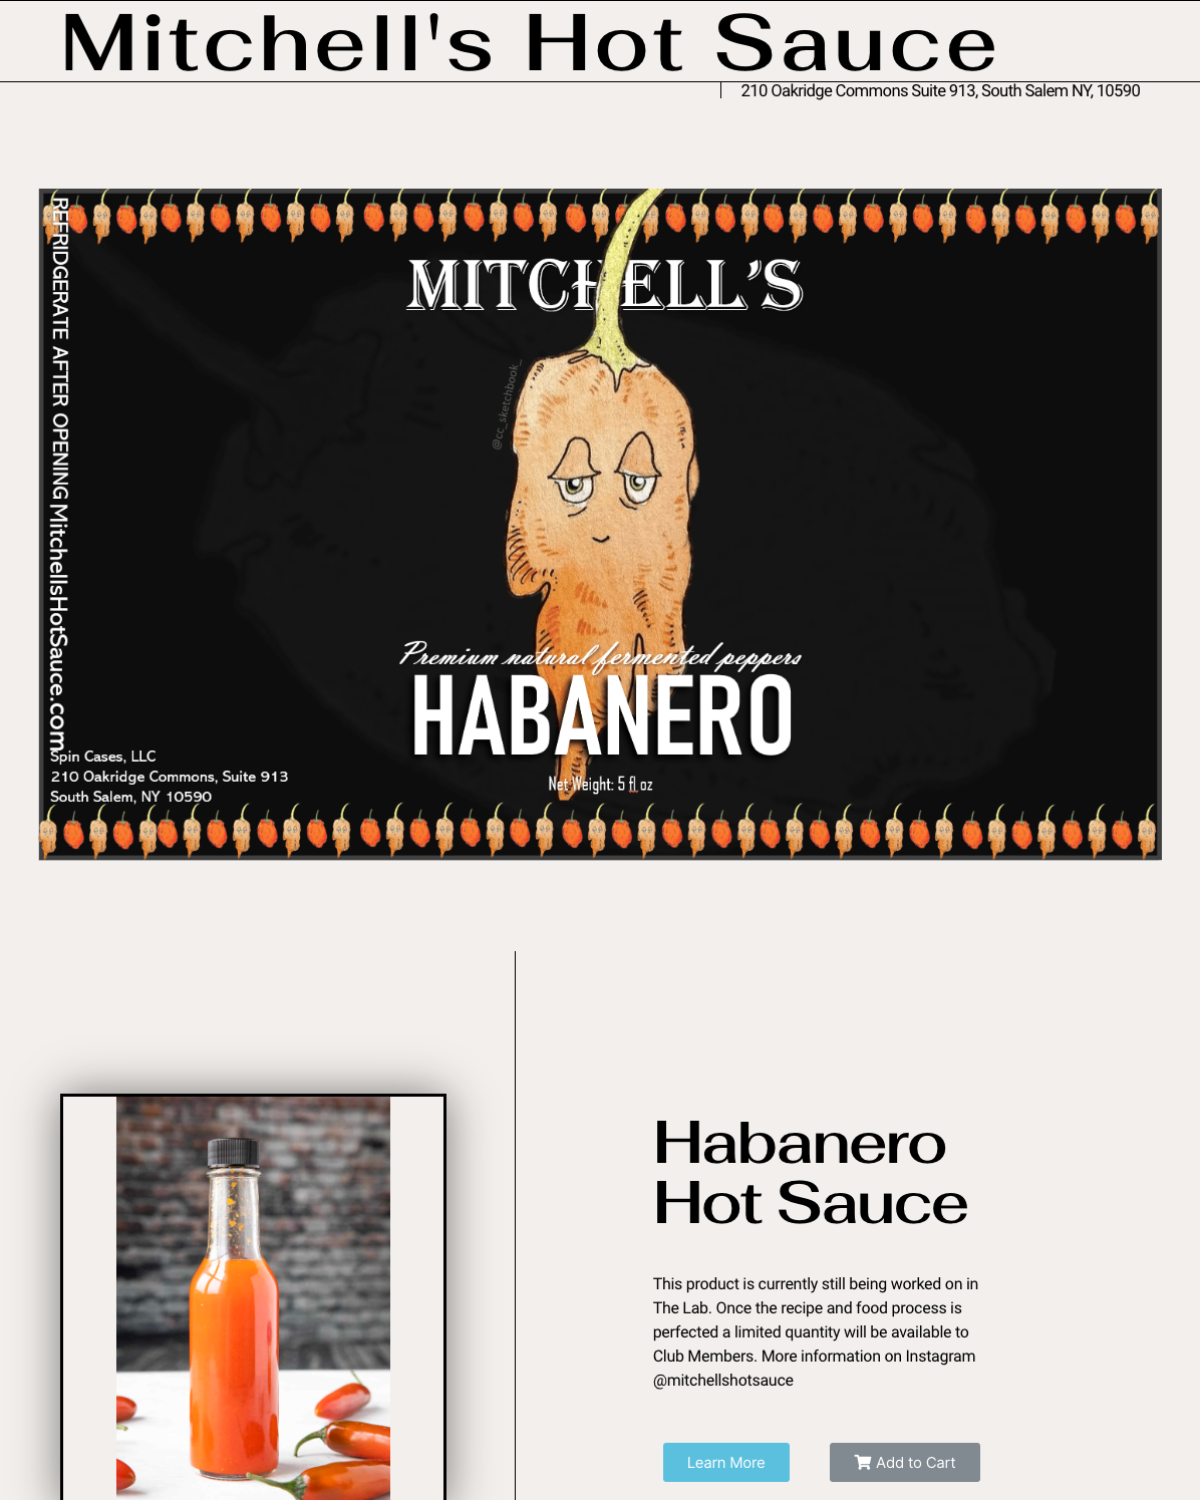 Mitchell's Hot Sauce
210 Oakridge Commons Suite 913, South Salem NY, 10590
REFRIDGERATE AFTER OPENING MitchellsHotSauce.com
MITCHELL'S
@cc_sketchbook_
Premium natural fermented peppers
HABANERO
Net Weight: 5 fl oz
Spin Cases, LLC
210 Oakridge Commons, Suite 913
South Salem, NY 10590
Habanero
Hot Sauce
This product is currently still being worked on in
The Lab. Once the recipe and food process is
perfected a limited quantity will be available to
Club Members. More information on Instagram
@mitchellshotsauce
Learn More
Add to Cart